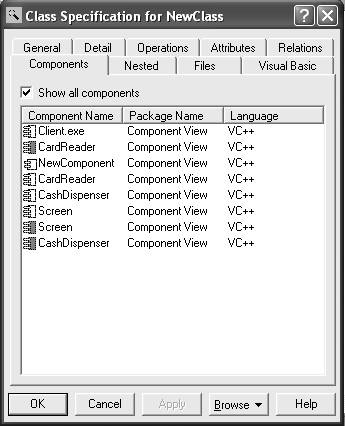 Class Specification for NewClass
General Detail Operations Attributes Relations
Components Nested Files Visual Basic
Show all components
Component Name Package Name Language
Client.exe Component View VC++
CardReader Component View VC++
NewComponent Component View VC++
CardReader Component View VC++
CashDispenser Component View VC++
Screen Component View VC++
Screen Component View VC++
CashDispenser Component View VC++
OK Cancel Apply Browse Help